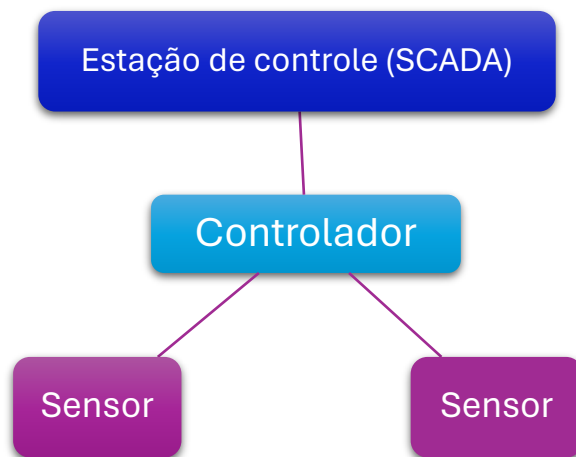 Estação de controle (SCADA)
Controlador
Sensor
Sensor